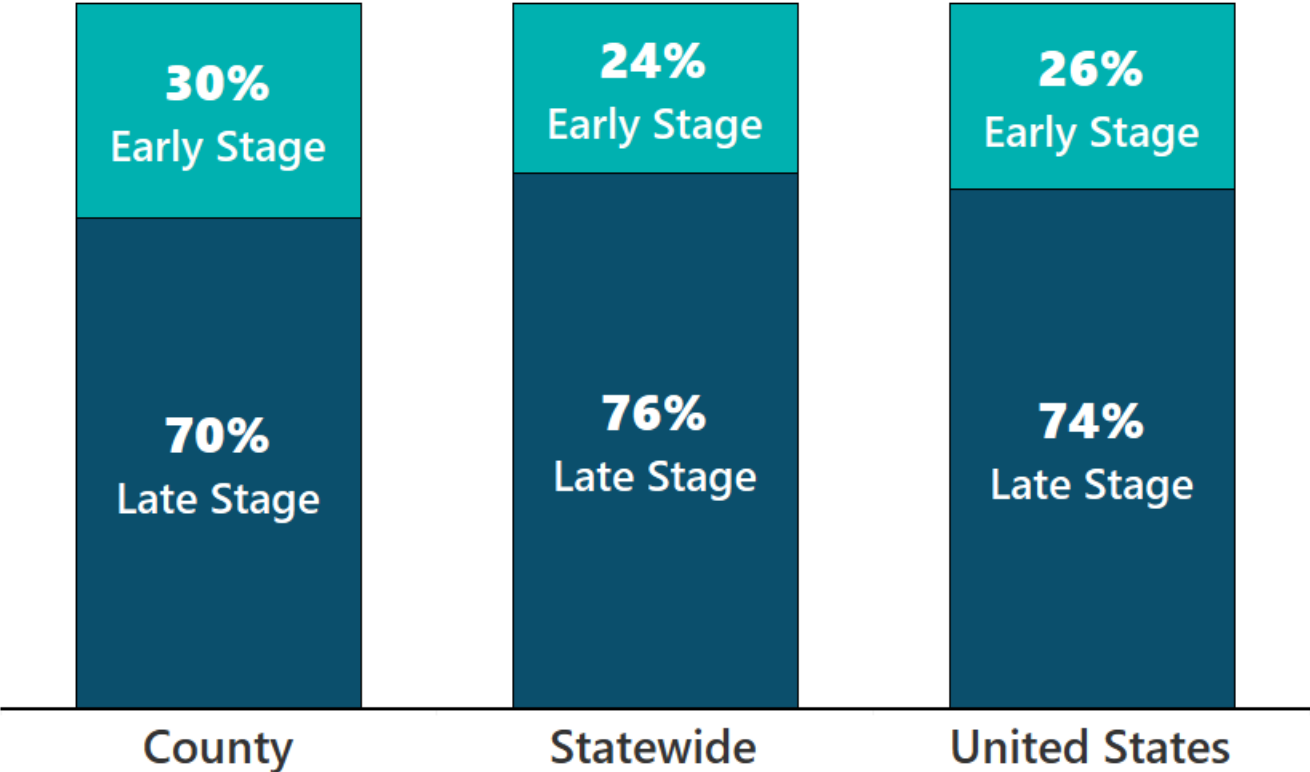 30%
Early Stage
70%
Late Stage
24%
Early Stage
76%
Late Stage
26%
Early Stage
74%
Late Stage
County
Statewide
United States